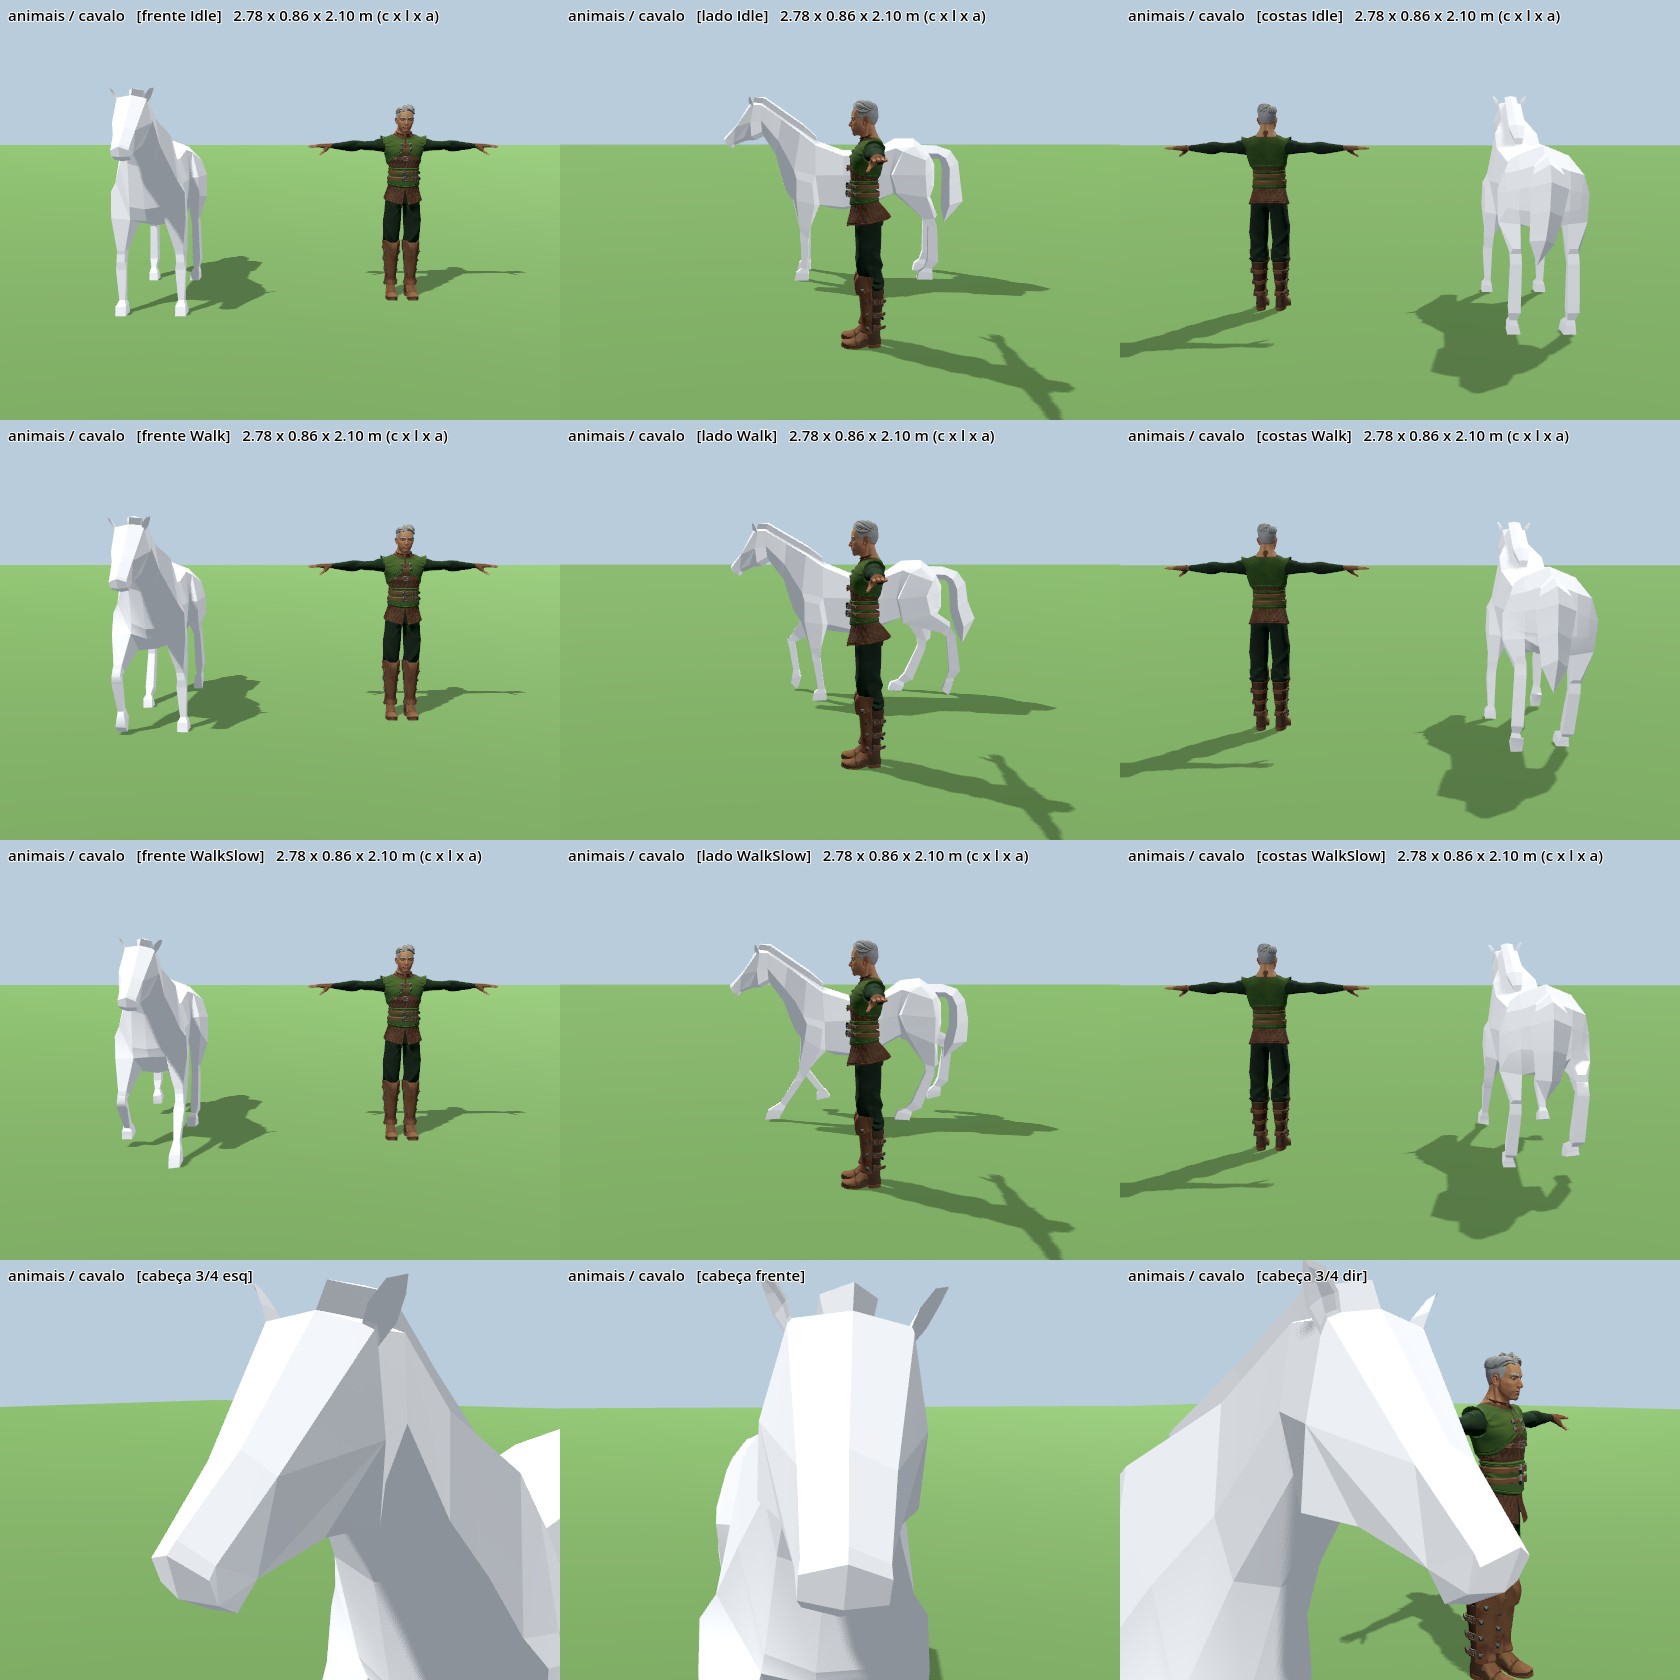 animais / cavalo [frente Idle] 2.78 x 0.86 x 2.10 m (c x l x a)
animais / cavalo [lado Idle] 2.78 x 0.86 x 2.10 m (c x l x a)
animais / cavalo [costas Idle] 2.78 x 0.86 x 2.10 m (c x l x a)
animais / cavalo [frente Walk] 2.78 x 0.86 x 2.10 m (c x l x a)
animais / cavalo [lado Walk] 2.78 x 0.86 x 2.10 m (c x l x a)
animais / cavalo [costas Walk] 2.78 x 0.86 x 2.10 m (c x l x a)
animais / cavalo [frente WalkSlow] 2.78 x 0.86 x 2.10 m (c x l x a)
animais / cavalo [lado WalkSlow] 2.78 x 0.86 x 2.10 m (c x l x a)
animais / cavalo [costas WalkSlow] 2.78 x 0.86 x 2.10 m (c x l x a)
animais / cavalo [cabeça 3/4 esq]
animais / cavalo [cabeça frente]
animais / cavalo [cabeça 3/4 dir]